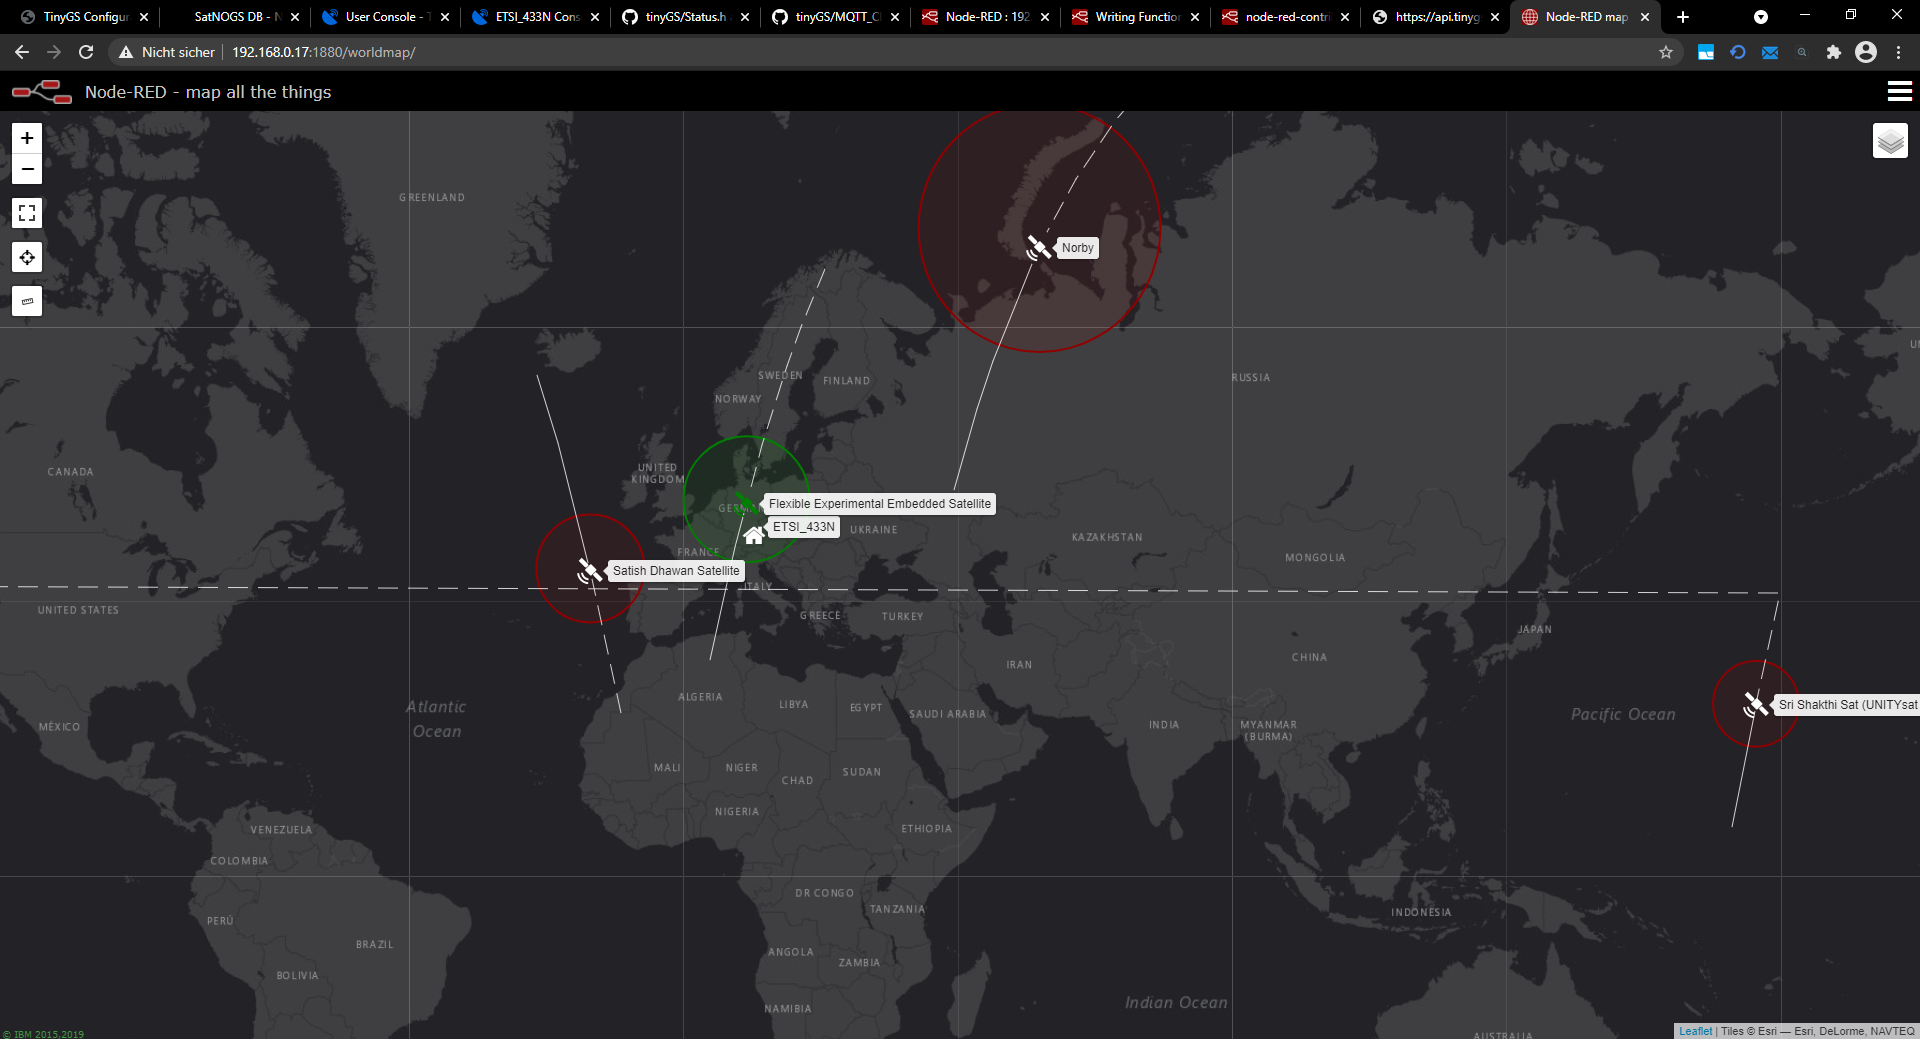 TinyGS Configur
SatNOGS DB - N
User Console - T
ETSI_433N Cons
tinyGS/Status.h
tinyGS/MQTT_Cl
Node-RED : 192
Writing Function
node-red-contri
https://api.tinyg
Node-RED map
Nicht sicher
192.168.0.17:1880/worldmap/
Node-RED - map all the things
+
−
GREENLAND
Norby
RUSSIA
SWEDEN
FINLAND
NORWAY
CANADA
UNITED
KINGDOM
Flexible Experimental Embedded Satellite
ETSI_433N
UKRAINE
KAZAKHSTAN
MONGOLIA
FRANCE
Satish Dhawan Satellite
ITALY
UNITED STATES
GREECE
TURKEY
JAPAN
CHINA
IRAN
ALGERIA
LIBYA
EGYPT
SAUDI ARABIA
Atlantic
Ocean
Pacific Ocean
Sri Shakthi Sat (UNITYsat
MÉXICO
INDIA
MYANMAR
(BURMA)
MALI
NIGER
CHAD
SUDAN
NIGERIA
ETHIOPIA
VENEZUELA
COLOMBIA
DR CONGO
TANZANIA
INDONESIA
PERÚ
BRAZIL
ANGOLA
ZAMBIA
BOLIVIA
NAMIBIA
Indian Ocean
AUSTRALIA
© IBM 2015,2019
Leaflet | Tiles © Esri — Esri, DeLorme, NAVTEQ